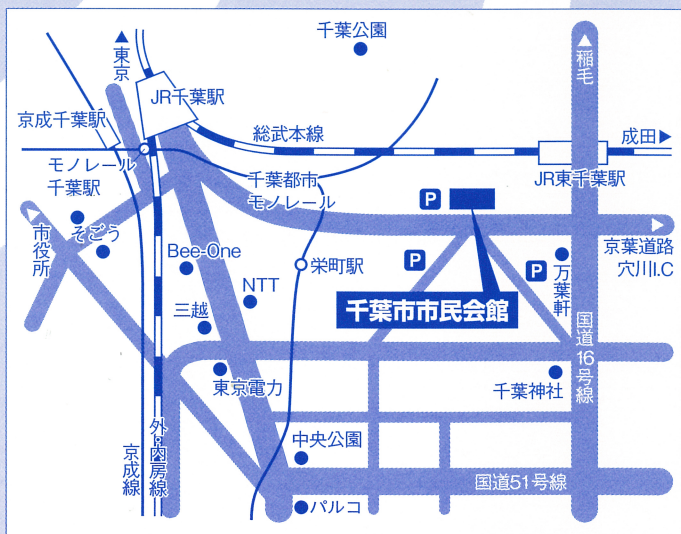 千葉公園
▲東京
▲稲毛
JR千葉駅
京成千葉駅
総武本線
成田▶
モノレール
千葉駅
千葉都市
モノレール
JR東千葉駅
P
▲市役所
そごう
Bee-One
栄町駅
P
P
万葉軒
京葉道路
穴川I.C
▶
NTT
三越
千葉市市民会館
国道16号線
東京電力
千葉神社
中央公園
京成線
外・内房線
国道51号線
パルコ